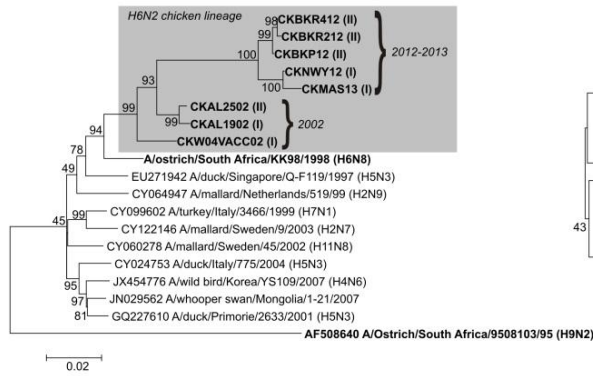 H6N2 chicken lineage
98 CKBKR412 (II)
99 CKBKR212 (II)
CKBKP12 (II)
2012-2013
100 CKNWY12 (I)
100 CKMAS13 (I)
93
CKAL2502 (II)
99 CKAL1902 (I)
2002
99
CKW04VACC02 (I)
94
A/ostrich/South Africa/KK98/1998 (H6N8)
78
EU271942 A/duck/Singapore/Q-F119/1997 (H5N3)
49
CY064947 A/mallard/Netherlands/519/99 (H2N9)
CY099602 A/turkey/Italy/3466/1999 (H7N1)
45 99
CY122146 A/mallard/Sweden/9/2003 (H2N7)
43
CY060278 A/mallard/Sweden/45/2002 (H11N8)
CY024753 A/duck/Italy/775/2004 (H5N3)
95 JX454776 A/wild bird/Korea/YS109/2007 (H4N6)
97 JN029562 A/whooper swan/Mongolia/1-21/2007
81 GQ227610 A/duck/Primorie/2633/2001 (H5N3)
AF508640 A/Ostrich/South Africa/9508103/95 (H9N2)
0.02